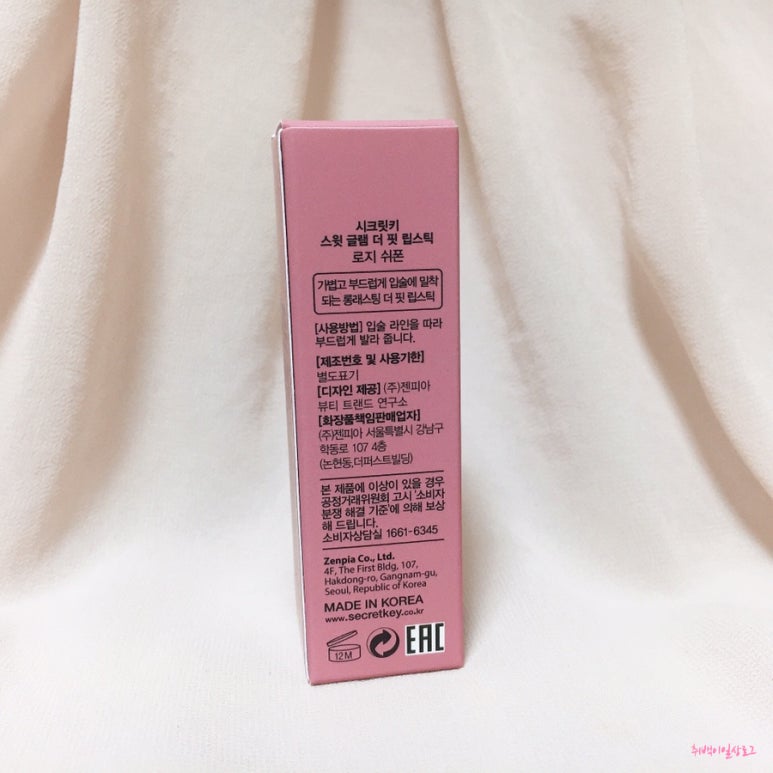 시크릿키
스윗 글램 더 핏 립스틱
로지 쉬폰
가볍고 부드럽게 입술에 밀착
되는 롱래스팅 더 핏 립스틱
[사용방법] 입술 라인을 따라
부드럽게 발라 줍니다.
[제조번호 및 사용기한]
별도표기
[디자인 제공] (주)젠피아
뷰티 트랜드 연구소
[화장품책임판매업자]
(주)젠피아 서울특별시 강남구
학동로 107 4층
(논현동,더퍼스트빌딩)
본 제품에 이상이 있을 경우
공정거래위원회 고시 '소비자
분쟁 해결 기준'에 의해 보상
해 드립니다.
소비자상담실 1661-6345
Zenpia Co., Ltd.
4F, The First Bldg, 107,
Hakdong-ro, Gangnam-gu,
Seoul, Republic of Korea
MADE IN KOREA
www.secretkey.co.kr
12M
EAC
취백이일상로그